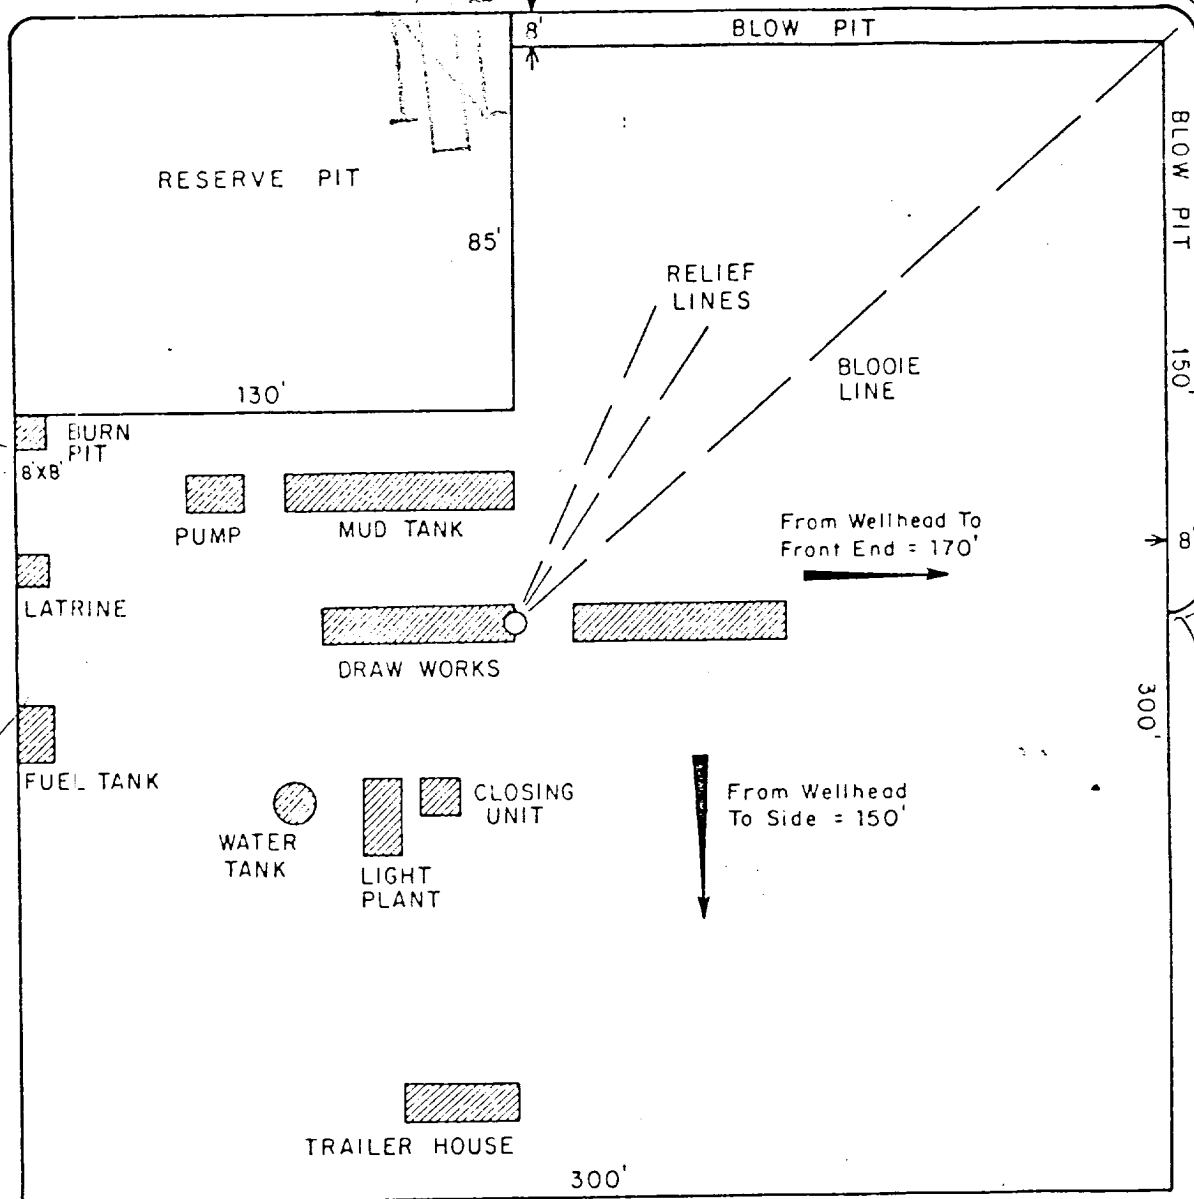 8'
BLOW PIT
BLOW PIT
RESERVE PIT
85'
RELIEF
LINES
BLOOIE
LINE
150'
130'
BURN
PIT
8'X8'
PUMP
MUD TANK
From Wellhead To
Front End = 170'
8'
LATRINE
DRAW WORKS
300'
FUEL TANK
WATER
TANK
LIGHT
PLANT
CLOSING
UNIT
From Wellhead
To Side = 150'
TRAILER HOUSE
300'